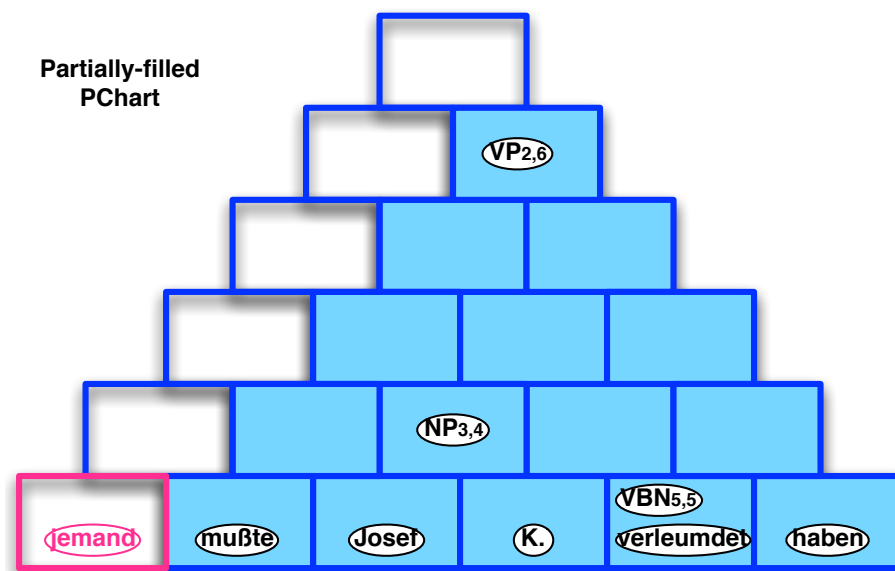 Partially-filled
PChart
VP2,6
NP3,4
VBN5,5
jemand mußte Josef K. verleumdet haben